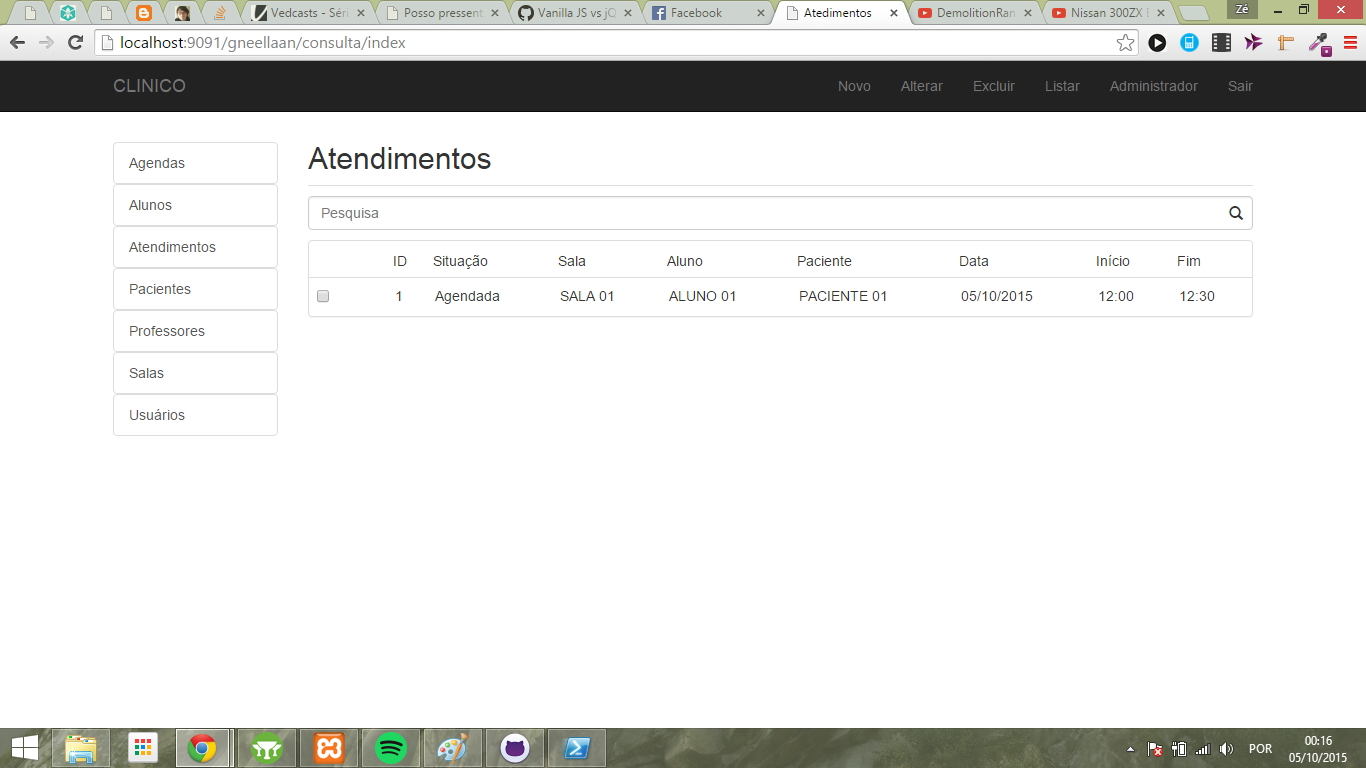 Vedcasts - Séri
Posso pressent
Vanilla JS vs jQ
Facebook
Atedimentos
DemolitionRan
Nissan 300ZX B
Zé
localhost:9091/gneellaan/consulta/index
CLINICO
Novo Alterar Excluir Listar Administrador Sair
Agendas
Alunos
Atendimentos
Pacientes
Professores
Salas
Usuários
Atendimentos
Pesquisa
ID Situação Sala Aluno Paciente Data Início Fim
1 Agendada SALA 01 ALUNO 01 PACIENTE 01 05/10/2015 12:00 12:30
POR
00:16
05/10/2015